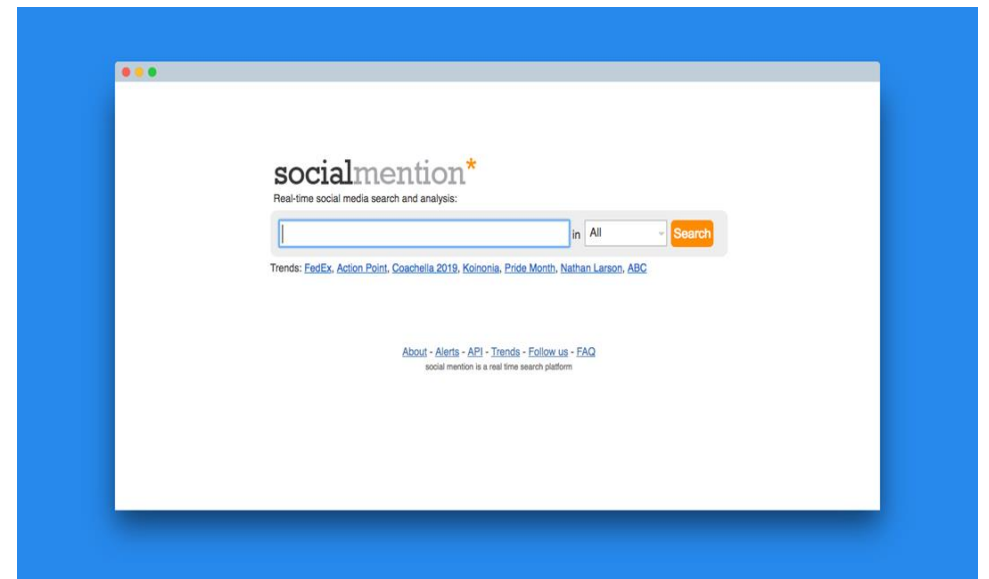 socialmention*
Real-time social media search and analysis:
in All Search
Trends: FedEx, Action Point, Coachella 2019, Koinonia, Pride Month, Nathan Larson, ABC
About - Alerts - API - Trends - Follow us - FAQ
social mention is a real time search platform